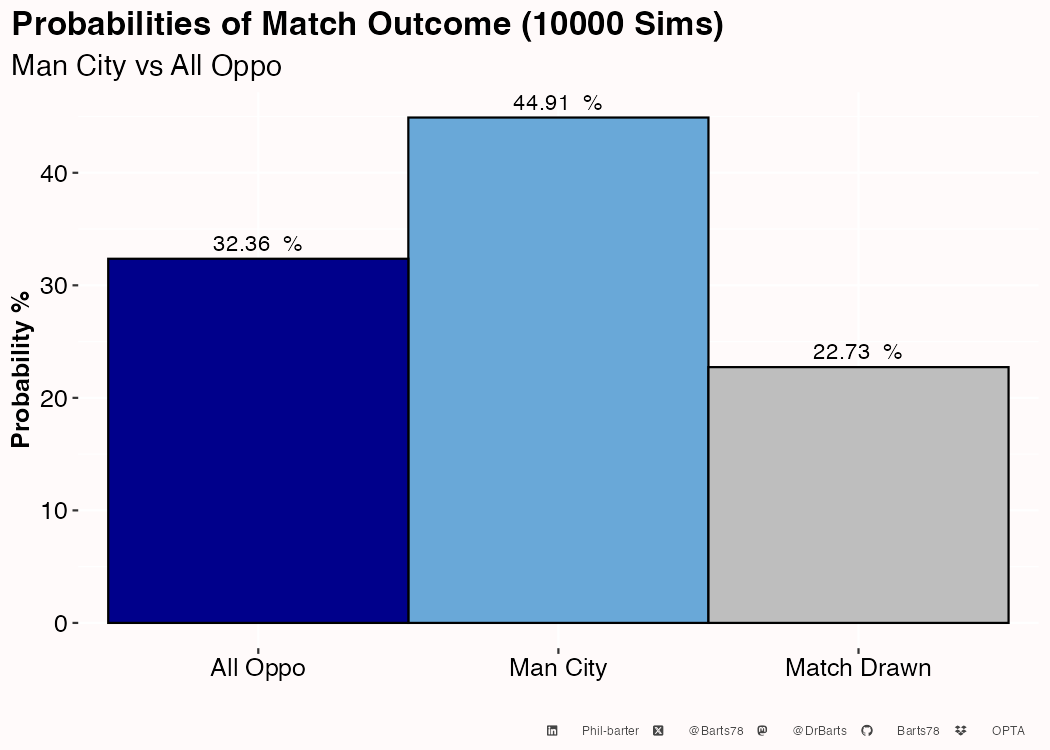 Probabilities of Match Outcome (10000 Sims)
Man City vs All Oppo
44.91 %
40
32.36 %
30
Probability %
22.73 %
20
10
0
All Oppo Man City Match Drawn
Phil-barter @Barts78 @DrBarts Barts78 OPTA